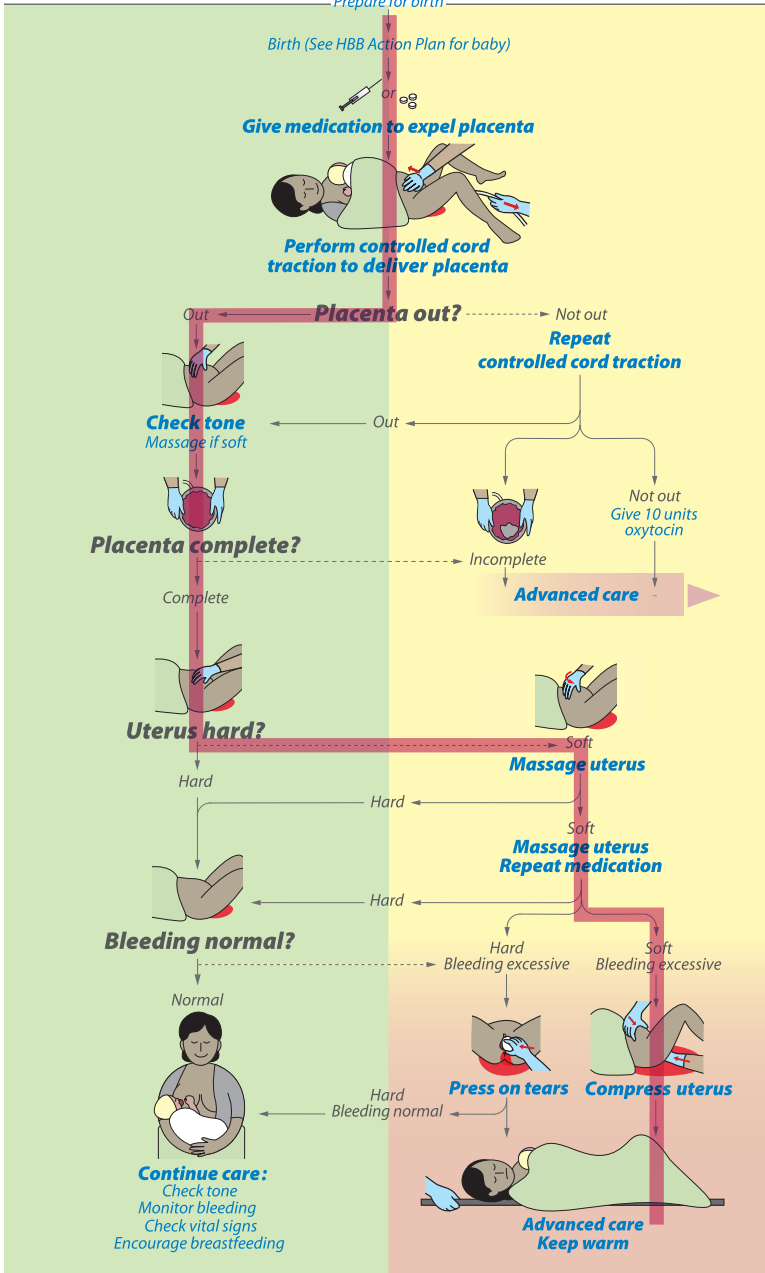 Prepare for birth
Birth (See HBB Action Plan for baby)
or
Give medication to expel placenta
Perform controlled cord
traction to deliver placenta
Out
Placenta out?
Not out
Repeat
controlled cord traction
Check tone
Massage if soft
Out
Not out
Give 10 units
oxytocin
Placenta complete?
Incomplete
Complete
Advanced care
Uterus hard?
Soft
Massage uterus
Hard
Hard
Soft
Massage uterus
Repeat medication
Hard
Bleeding normal?
Hard
Bleeding excessive
Soft
Bleeding excessive
Normal
Press on tears
Compress uterus
Hard
Bleeding normal
Continue care:
Check tone
Monitor bleeding
Check vital signs
Encourage breastfeeding
Advanced care
Keep warm